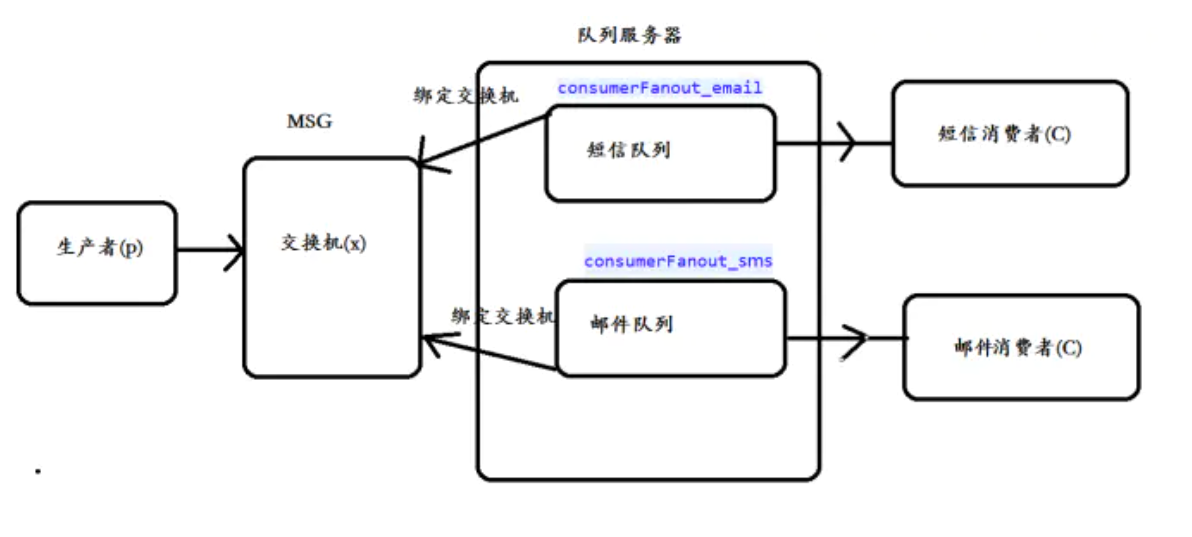 队列服务器
consumerFanout_email
绑定交换机
MSG
短信队列
短信消费者(C)
生产者(p)
交换机(x)
consumerFanout_sms
绑定交换机
邮件队列
邮件消费者(C)